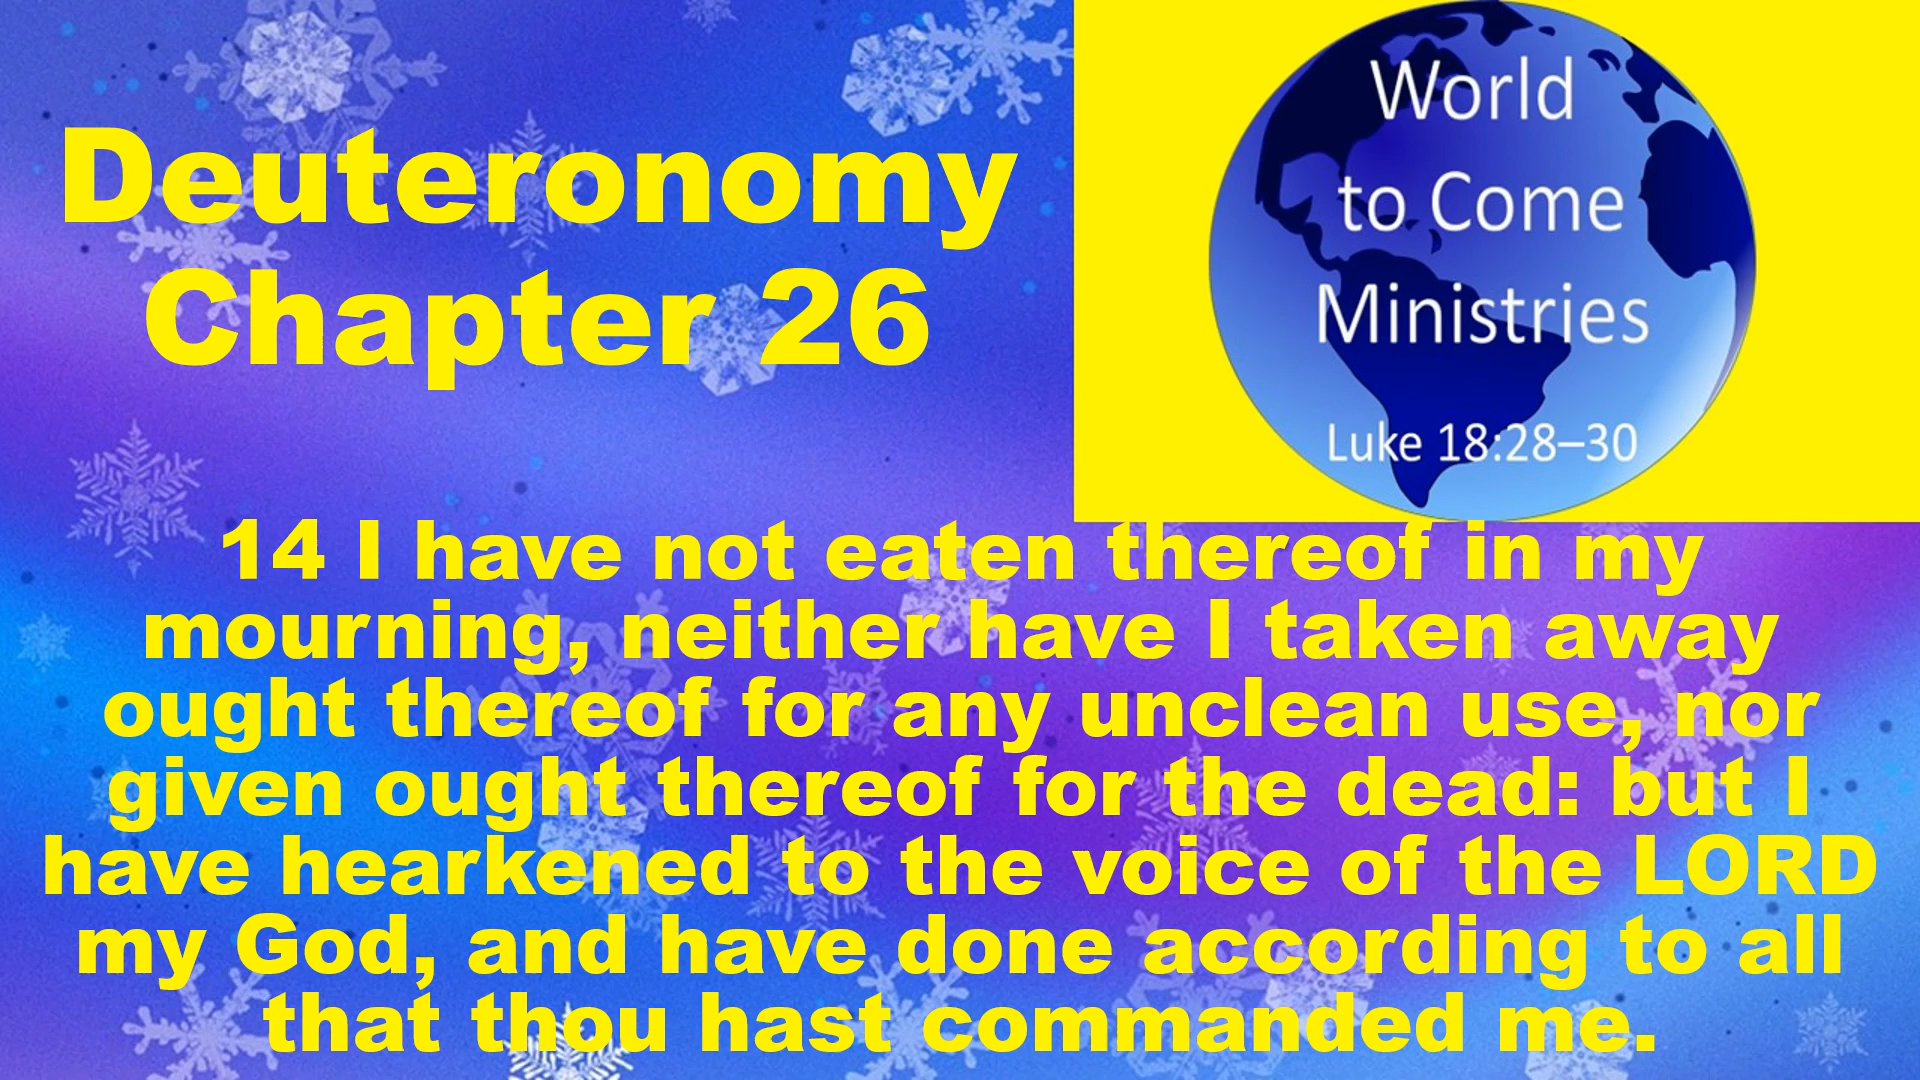 Deuteronomy
Chapter 26
World
to Come
Ministries
Luke 18:28–30
14 I have not eaten thereof in my
mourning, neither have I taken away
ought thereof for any unclean use, nor
given ought thereof for the dead: but I
have hearkened to the voice of the LORD
my God, and have done according to all
that thou hast commanded me.